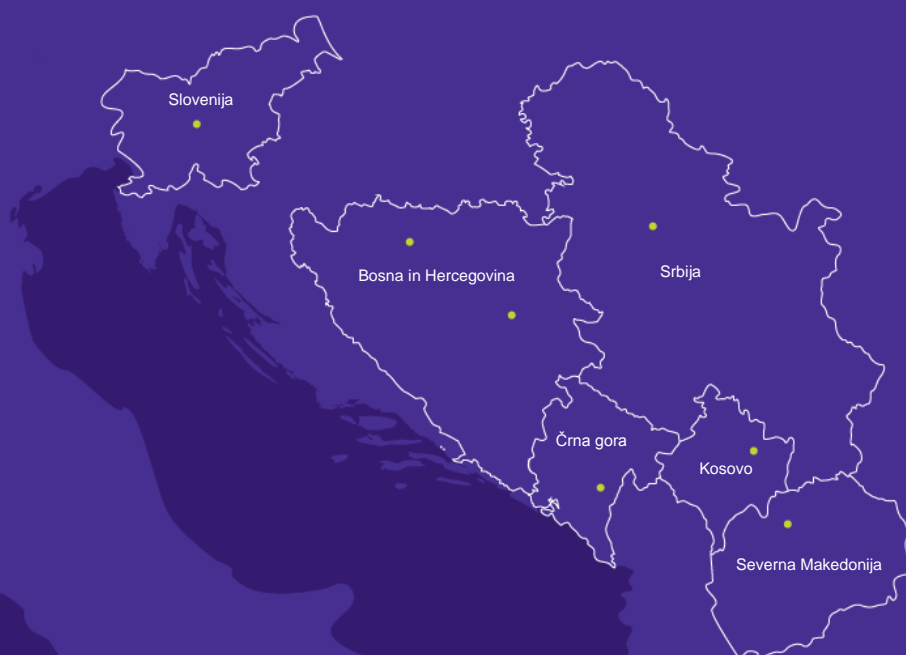 Slovenija
Bosna in Hercegovina
Srbija
Črna gora
Kosovo
Severna Makedonija